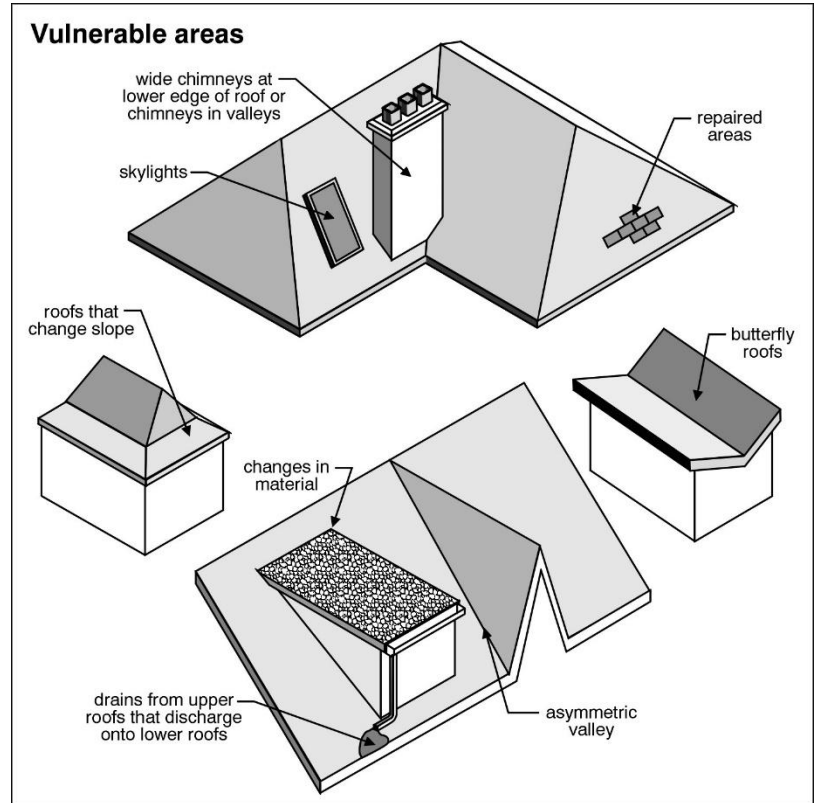 Vulnerable areas
wide chimneys at
lower edge of roof or
chimneys in valleys
repaired
areas
skylights
roofs that
change slope
butterfly
roofs
changes in
material
drains from upper
roofs that discharge
onto lower roofs
asymmetric
valley